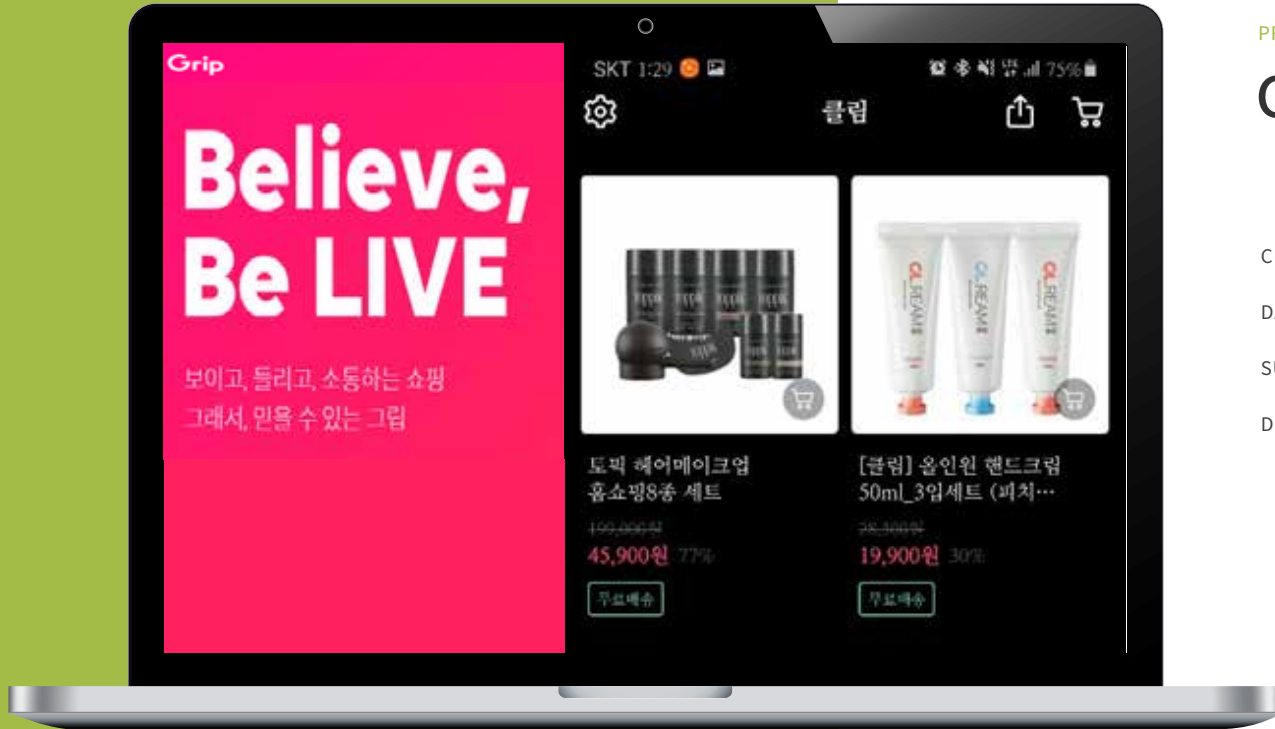 Grip
Believe,
Be LIVE
보이고, 들리고, 소통하는 쇼핑
그래서, 믿을 수 있는 그립
SKT 1:29
75%
클림
토픽 헤어메이크업
홈쇼핑8종 세트
199,000원
45,900원 77%
무료배송
[클림] 올인원 핸드크림
50ml_3입세트 (피치…
28,500원
19,900원 30%
무료배송